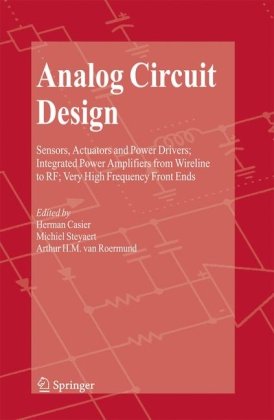 Analog Circuit
Design
Sensors, Actuators and Power Drivers;
Integrated Power Amplifiers from Wireline
to RF; Very High Frequency Front Ends
Edited by
Herman Casier
Michiel Steyaert
Arthur H.M. van Roermund
Springer